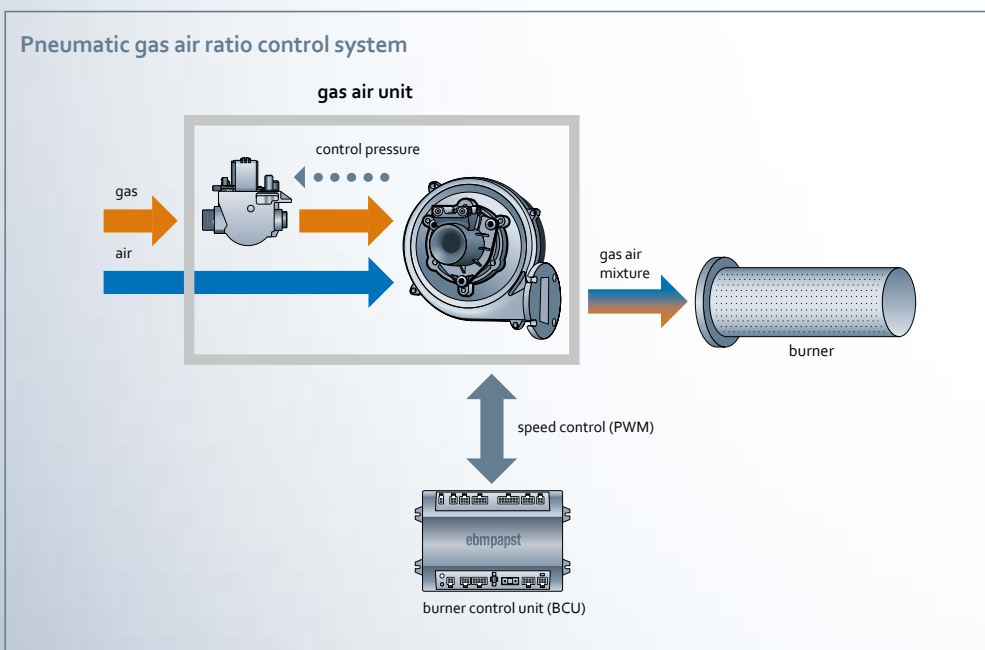 Pneumatic gas air ratio control system
gas air unit
control pressure
gas
air
gas air
mixture
burner
speed control (PWM)
ebmpapst
burner control unit (BCU)